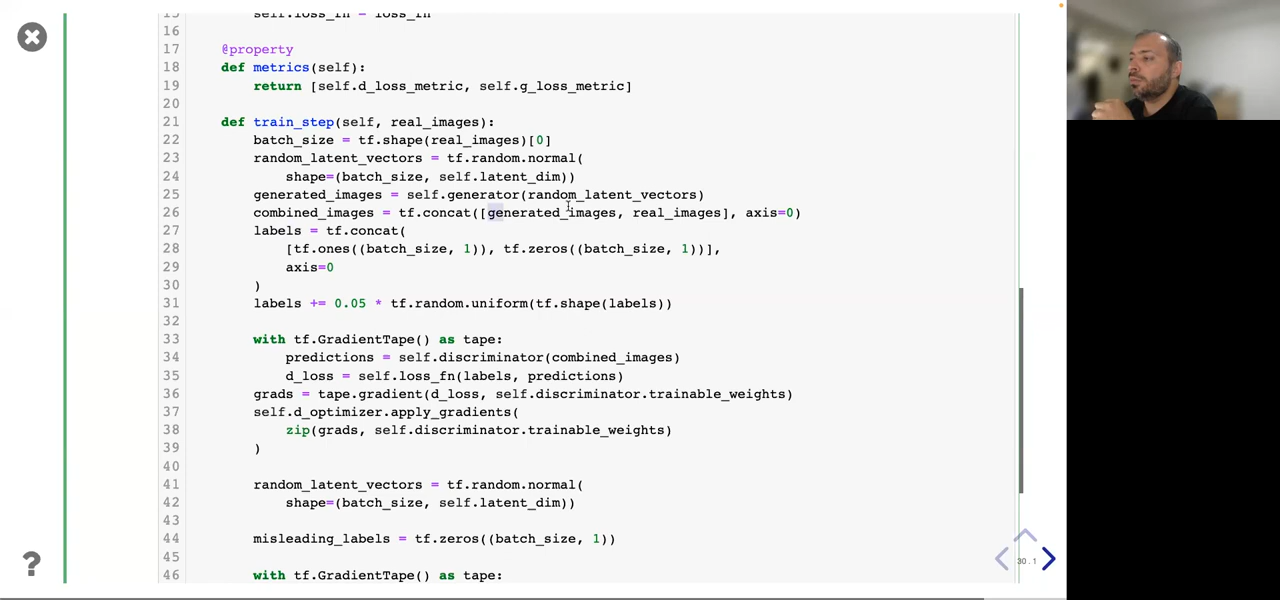 15 self.loss_fn = loss_fn
16
17 @property
18 def metrics(self):
19 return [self.d_loss_metric, self.g_loss_metric]
20
21 def train_step(self, real_images):
22 batch_size = tf.shape(real_images)[0]
23 random_latent_vectors = tf.random.normal(
24 shape=(batch_size, self.latent_dim))
25 generated_images = self.generator(random_latent_vectors)
26 combined_images = tf.concat([generated_images, real_images], axis=0)
27 labels = tf.concat(
28 [tf.ones((batch_size, 1)), tf.zeros((batch_size, 1))],
29 axis=0
30 )
31 labels += 0.05 * tf.random.uniform(tf.shape(labels))
32
33 with tf.GradientTape() as tape:
34 predictions = self.discriminator(combined_images)
35 d_loss = self.loss_fn(labels, predictions)
36 grads = tape.gradient(d_loss, self.discriminator.trainable_weights)
37 self.d_optimizer.apply_gradients(
38 zip(grads, self.discriminator.trainable_weights)
39 )
40
41 random_latent_vectors = tf.random.normal(
42 shape=(batch_size, self.latent_dim))
43
44 misleading_labels = tf.zeros((batch_size, 1))
45
46 with tf.GradientTape() as tape:
?
30.1